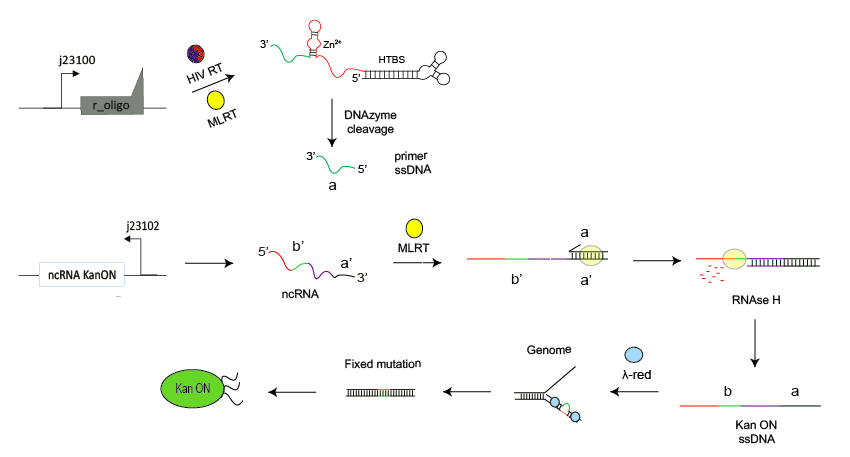 j23100
r_oligo
HIV RT
MLRT
3’
Zn²⁺
5’
HTBS
DNAzyme
cleavage
3’
5’
a
primer
ssDNA
j23102
ncRNA KanON
5’
b’
a’
3’
ncRNA
MLRT
a
b’
a’
RNAse H
b
a
Kan ON
ssDNA
λ-red
Genome
Fixed mutation
Kan ON